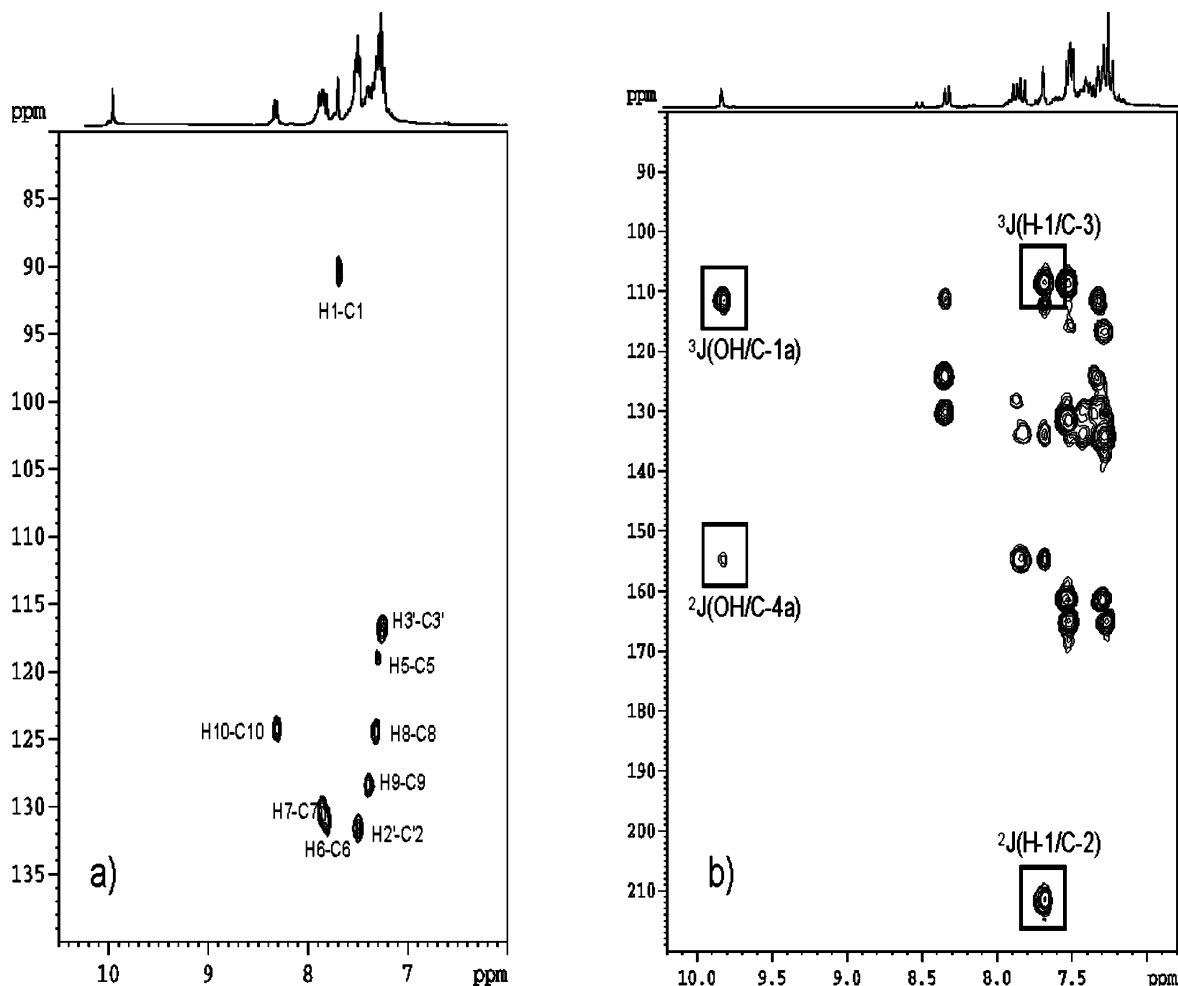 ppm
85
90
H1-C1
95
100
105
110
115
H3'-C3'
H5-C5
120
H10-C10
H8-C8
125
H9-C9
130
H7-C7
H2'-C'2
H6-C6
135
a)
10
9
8
7
ppm
ppm
90
100
³J(H-1/C-3)
110
³J(OH/C-1a)
120
130
140
150
160
²J(OH/C-4a)
170
180
190
200
²J(H-1/C-2)
210
b)
10.0
9.5
9.0
8.5
8.0
7.5
ppm